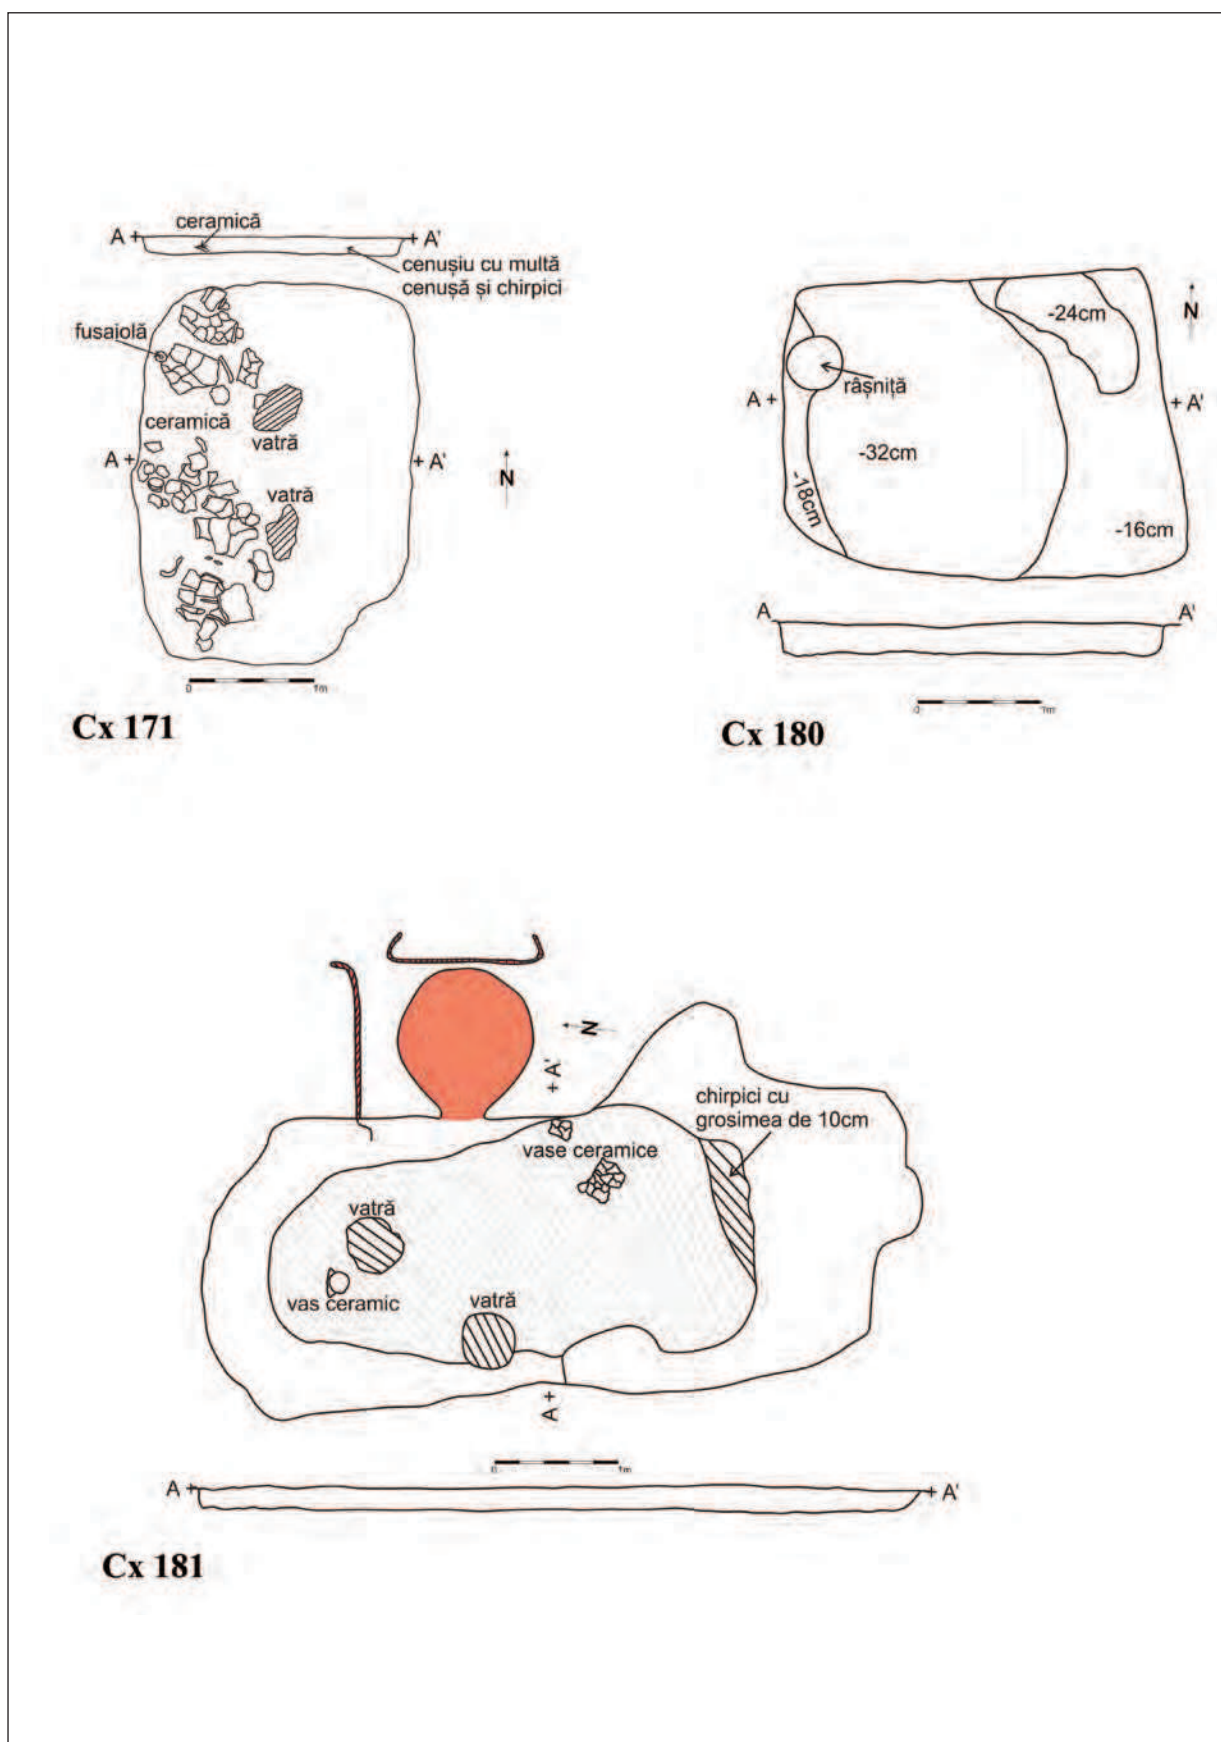 ceramică
A + + A'
cenușiu cu multă
cenușă și chirpici
fusaiolă
ceramică
vatră
A + + A'
N
vatră
0 1m
Cx 171
-24cm
N
râșniță
A + + A'
-32cm
-18cm
-16cm
A A'
0 1m
Cx 180
N
+ A'
chirpici cu
grosimea de 10cm
vase ceramice
vatră
vas ceramic
vatră
A +
0 1m
A + + A'
Cx 181